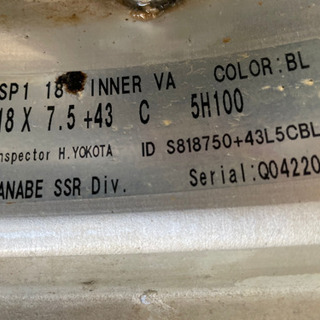 SP1 18 INNER VA COLOR:BL
18 X 7.5 +43 C 5H100
nspector H.YOKOTA ID S818750+43L5CBL
ANABE SSR Div. Serial:Q04220